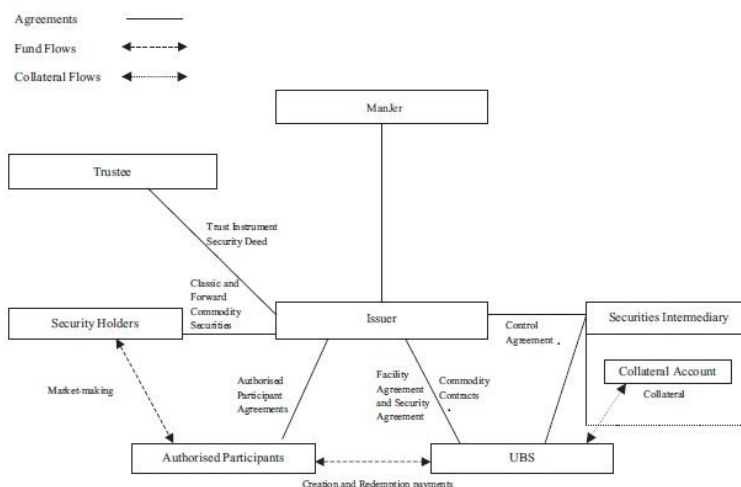 Agreements
Fund Flows
Collateral Flows
ManJer
Trustee
Trust Instrument
Security Deed
Classic and
Forward
Commodity
Securities
Security Holders
Issuer
Securities Intermediary
Control
Agreement .
Collateral Account
Collateral
Market-making
Authorised
Participant
Agreements
Facility
Agreement
and Security
Agreement
Commodity
Contracts
.
Authorised Participants
UBS
Creation and Redemption payments